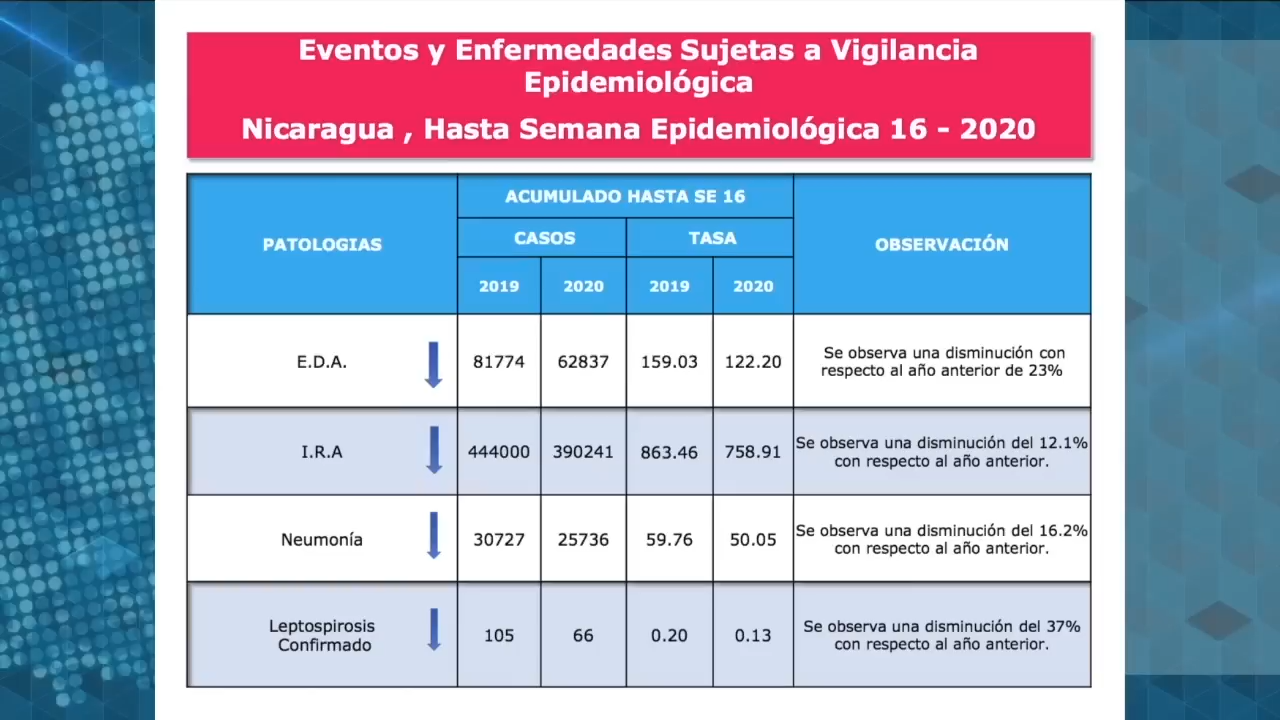 Eventos y Enfermedades Sujetas a Vigilancia
Epidemiológica
Nicaragua , Hasta Semana Epidemiológica 16 - 2020
PATOLOGIAS
ACUMULADO HASTA SE 16
OBSERVACIÓN
CASOS
TASA
2019
2020
2019
2020
E.D.A.
81774
62837
159.03
122.20
Se observa una disminución con
respecto al año anterior de 23%
I.R.A
444000
390241
863.46
758.91
Se observa una disminución del 12.1%
con respecto al año anterior.
Neumonía
30727
25736
59.76
50.05
Se observa una disminución del 16.2%
con respecto al año anterior.
Leptospirosis
Confirmado
105
66
0.20
0.13
Se observa una disminución del 37%
con respecto al año anterior.